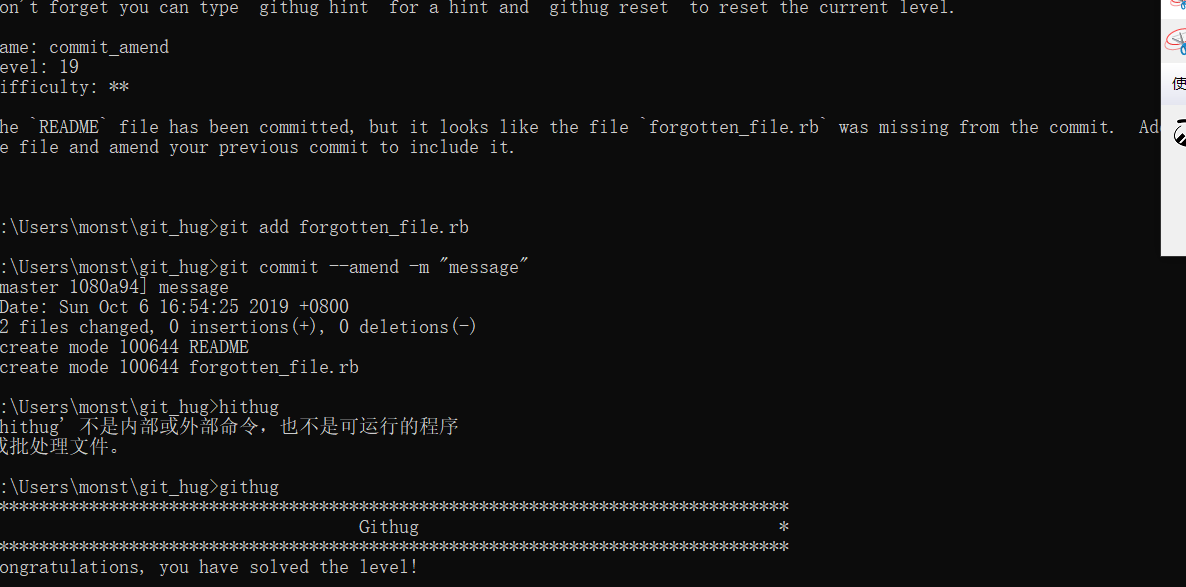 on't forget you can type `githug hint` for a hint and `githug reset` to reset the current level.
ame: commit_amend
evel: 19
ifficulty: **
he `README` file has been committed, but it looks like the file `forgotten_file.rb` was missing from the commit.  Ad
e file and amend your previous commit to include it.
:\Users\monst\git_hug>git add forgotten_file.rb
:\Users\monst\git_hug>git commit --amend -m "message"
master 1080a94] message
Date: Sun Oct 6 16:54:25 2019 +0800
2 files changed, 0 insertions(+), 0 deletions(-)
create mode 100644 README
create mode 100644 forgotten_file.rb
:\Users\monst\git_hug>hithug
hithug' 不是内部或外部命令，也不是可运行的程序
或批处理文件。
:\Users\monst\git_hug>githug
*******************************************************************************
Githug *
*******************************************************************************
ongratulations, you have solved the level!
使